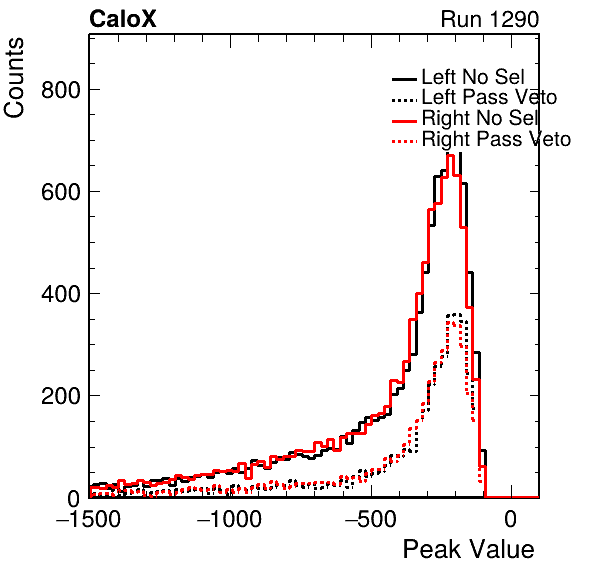 CaloX Run 1290
Counts
Left No Sel
Left Pass Veto
Right No Sel
Right Pass Veto
800
600
400
200
0
−1500 −1000 −500 0
Peak Value